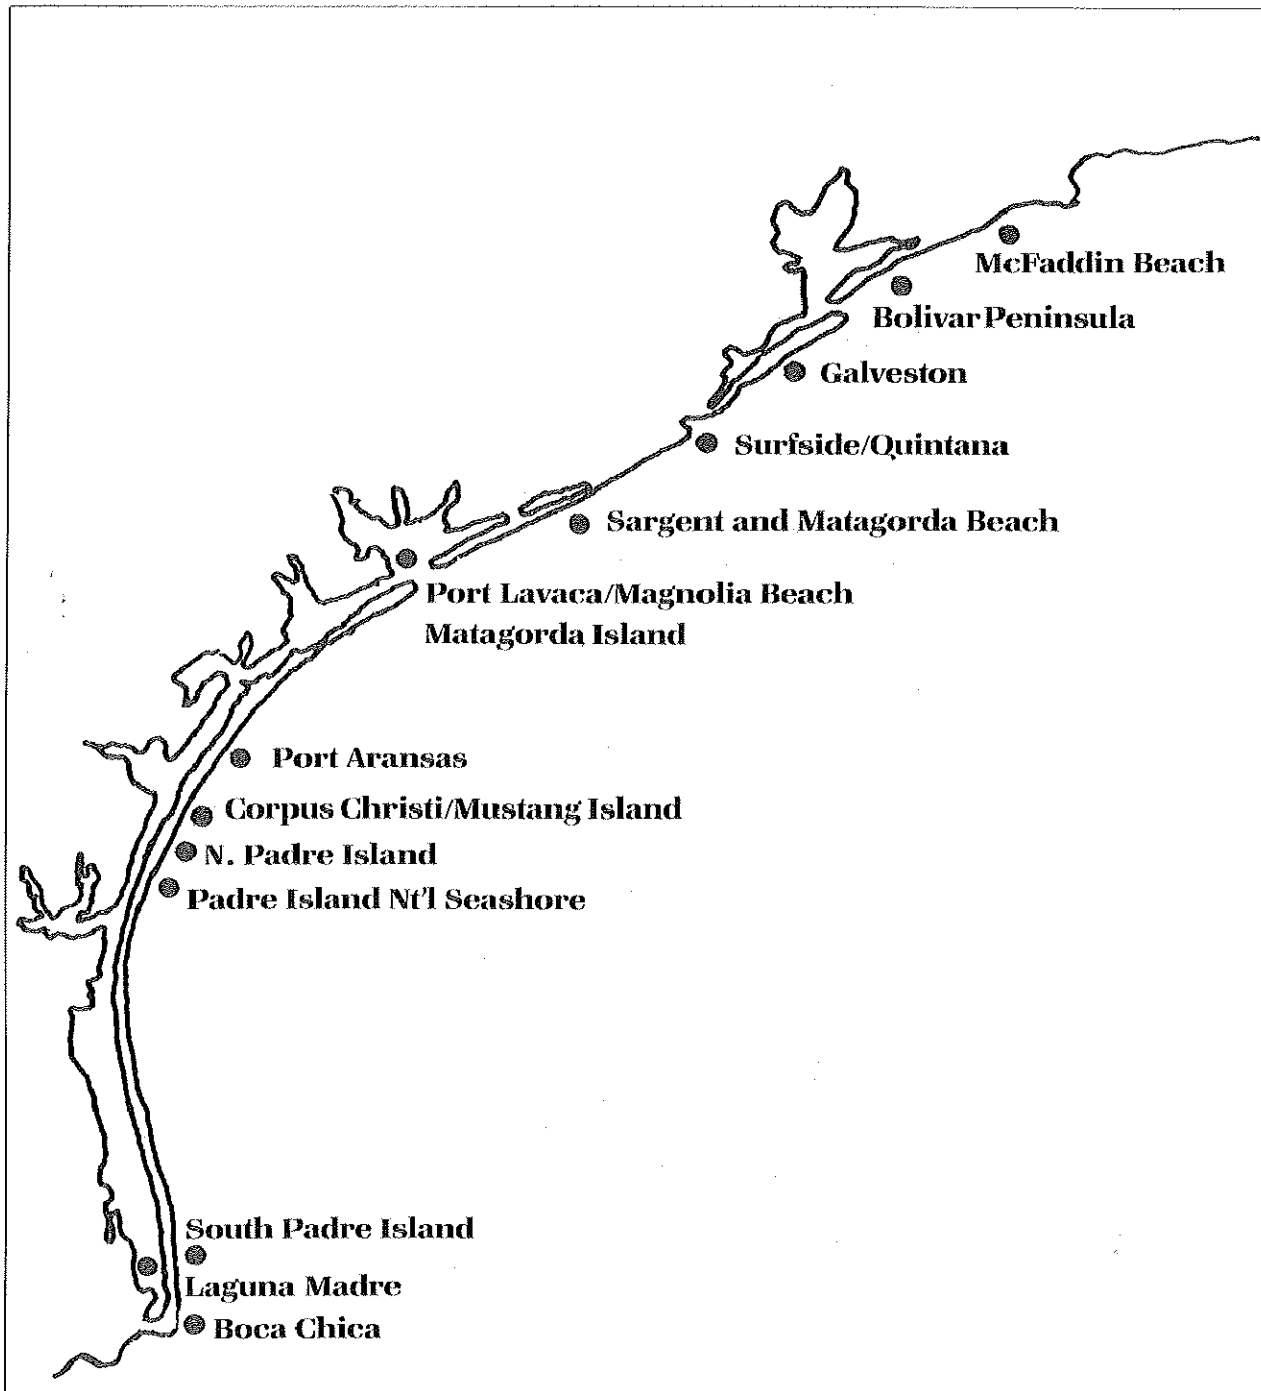 McFaddin Beach
Bolivar Peninsula
Galveston
Surfside/Quintana
Sargent and Matagorda Beach
Port Lavaca/Magnolia Beach
Matagorda Island
Port Aransas
Corpus Christi/Mustang Island
N. Padre Island
Padre Island Nt'l Seashore
South Padre Island
Laguna Madre
Boca Chica